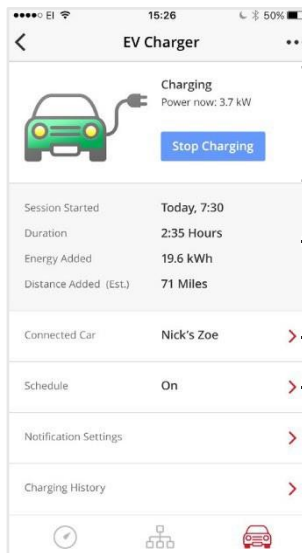 EI 15:26 50%
EV Charger
Charging
Power now: 3.7 kW
Stop Charging
Session Started Today, 7:30
Duration 2:35 Hours
Energy Added 19.6 kWh
Distance Added (Est.) 71 Miles
Connected Car Nick's Zoe
Schedule On
Notification Settings
Charging History